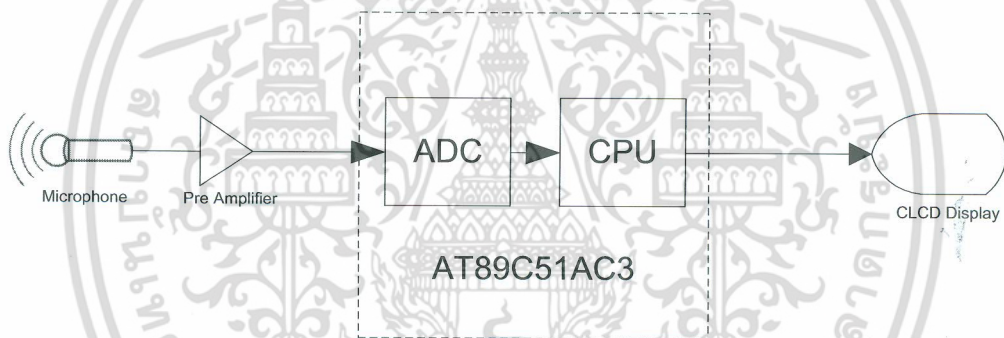 Microphone
Pre Amplifier
ADC
CPU
AT89C51AC3
CLCD Display